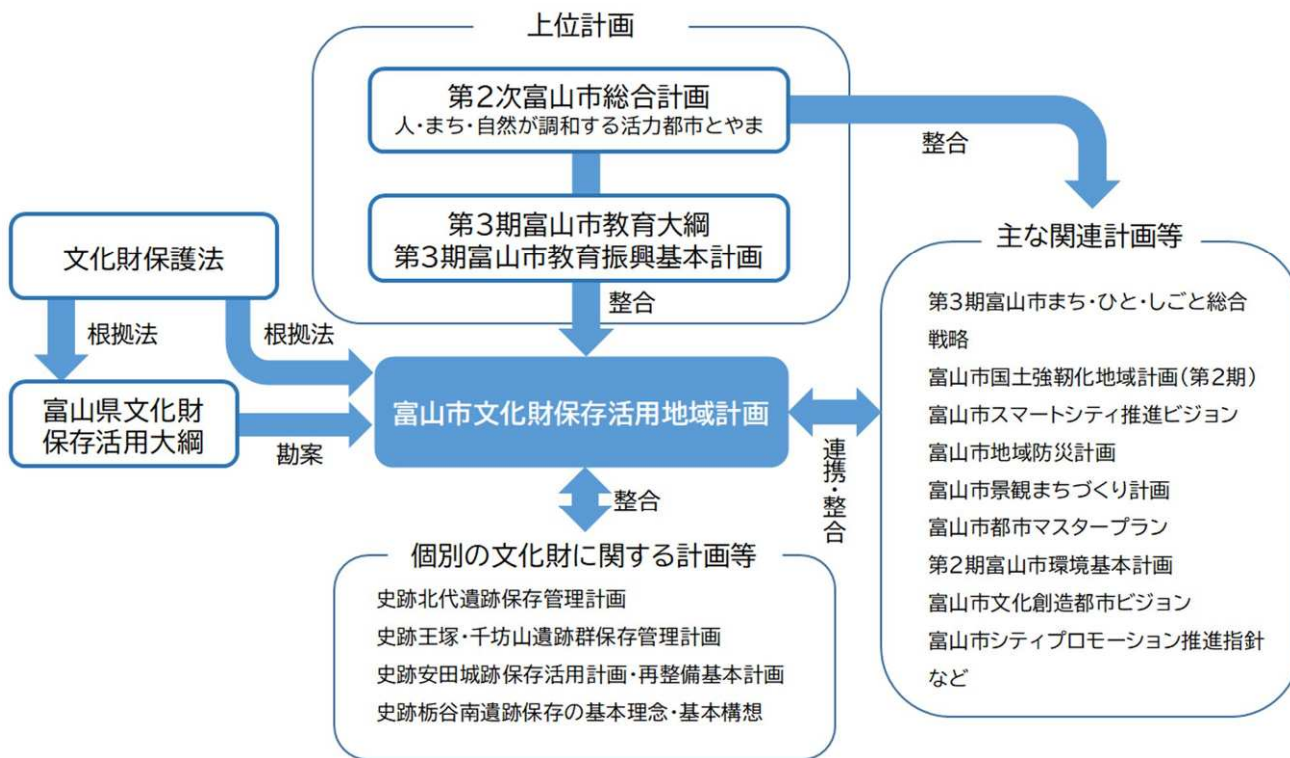 上位計画
第2次富山市総合計画
人・まち・自然が調和する活力都市とやま
整合
第3期富山市教育大綱
第3期富山市教育振興基本計画
整合
文化財保護法
根拠法
根拠法
富山県文化財
保存活用大綱
勘案
富山市文化財保存活用地域計画
連携・整合
整合
主な関連計画等
第3期富山市まち・ひと・しごと総合
戦略
富山市国土強靭化地域計画(第2期)
富山市スマートシティ推進ビジョン
富山市地域防災計画
富山市景観まちづくり計画
富山市都市マスタープラン
第2期富山市環境基本計画
富山市文化創造都市ビジョン
富山市シティプロモーション推進指針
など
個別の文化財に関する計画等
史跡北代遺跡保存管理計画
史跡王塚・千坊山遺跡群保存管理計画
史跡安田城跡保存活用計画・再整備基本計画
史跡栃谷南遺跡保存の基本理念・基本構想